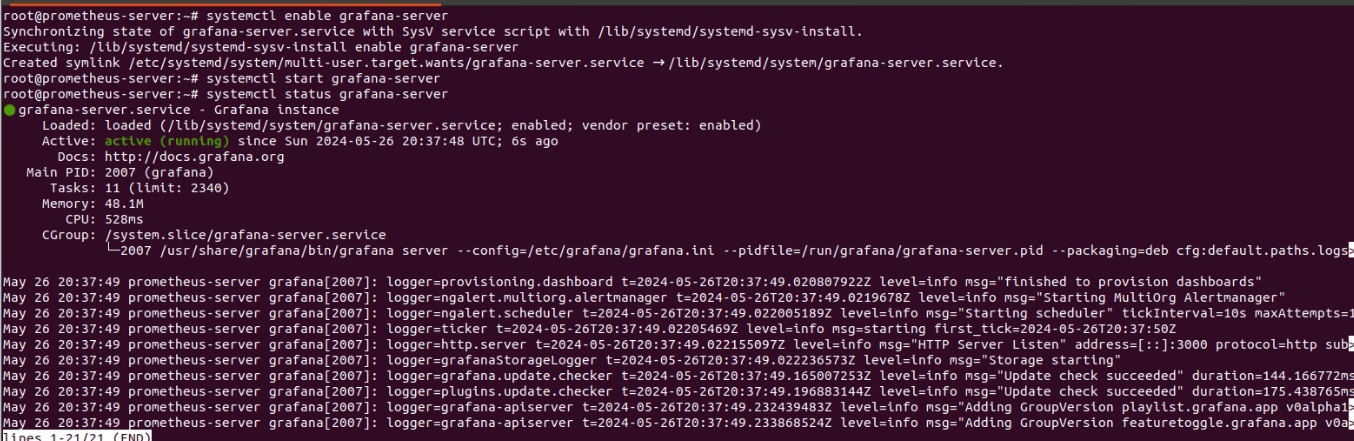 root@prometheus-server:~# systemctl enable grafana-server
Synchronizing state of grafana-server.service with SysV service script with /lib/systemd/systemd-sysv-install.
Executing: /lib/systemd/systemd-sysv-install enable grafana-server
Created symlink /etc/systemd/system/multi-user.target.wants/grafana-server.service → /lib/systemd/system/grafana-server.service.
root@prometheus-server:~# systemctl start grafana-server
root@prometheus-server:~# systemctl status grafana-server
● grafana-server.service - Grafana instance
Loaded: loaded (/lib/systemd/system/grafana-server.service; enabled; vendor preset: enabled)
Active: active (running) since Sun 2024-05-26 20:37:48 UTC; 6s ago
Docs: http://docs.grafana.org
Main PID: 2007 (grafana)
Tasks: 11 (limit: 2340)
Memory: 48.1M
CPU: 528ms
CGroup: /system.slice/grafana-server.service
└─2007 /usr/share/grafana/bin/grafana server --config=/etc/grafana/grafana.ini --pidfile=/run/grafana/grafana-server.pid --packaging=deb cfg:default.paths.logs>
May 26 20:37:49 prometheus-server grafana[2007]: logger=provisioning.dashboard t=2024-05-26T20:37:49.020807922Z level=info msg="finished to provision dashboards"
May 26 20:37:49 prometheus-server grafana[2007]: logger=ngalert.multiorg.alertmanager t=2024-05-26T20:37:49.0219678Z level=info msg="Starting MultiOrg Alertmanager"
May 26 20:37:49 prometheus-server grafana[2007]: logger=ngalert.scheduler t=2024-05-26T20:37:49.022005189Z level=info msg="Starting scheduler" tickInterval=10s maxAttempts=1
May 26 20:37:49 prometheus-server grafana[2007]: logger=ticker t=2024-05-26T20:37:49.02205469Z level=info msg=starting first_tick=2024-05-26T20:37:50Z
May 26 20:37:49 prometheus-server grafana[2007]: logger=http.server t=2024-05-26T20:37:49.022155097Z level=info msg="HTTP Server Listen" address=[::]:3000 protocol=http sub>
May 26 20:37:49 prometheus-server grafana[2007]: logger=grafanaStorageLogger t=2024-05-26T20:37:49.022236573Z level=info msg="Storage starting"
May 26 20:37:49 prometheus-server grafana[2007]: logger=grafana.update.checker t=2024-05-26T20:37:49.165007253Z level=info msg="Update check succeeded" duration=144.166772ms
May 26 20:37:49 prometheus-server grafana[2007]: logger=plugins.update.checker t=2024-05-26T20:37:49.196883144Z level=info msg="Update check succeeded" duration=175.438765ms
May 26 20:37:49 prometheus-server grafana[2007]: logger=grafana-apiserver t=2024-05-26T20:37:49.232439483Z level=info msg="Adding GroupVersion playlist.grafana.app v0alpha1>
May 26 20:37:49 prometheus-server grafana[2007]: logger=grafana-apiserver t=2024-05-26T20:37:49.233868524Z level=info msg="Adding GroupVersion featuretoggle.grafana.app v0a>
lines 1-21/21 (END)